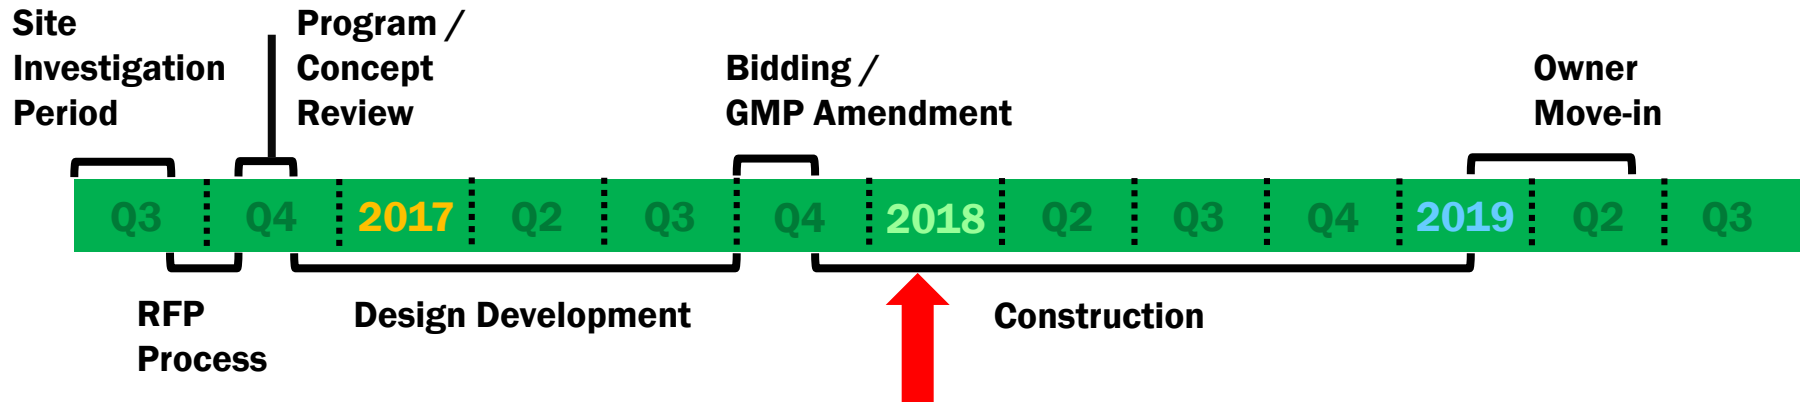 Site
Investigation
Period
Program /
Concept
Review
Bidding /
GMP Amendment
Owner
Move-in
Q3 Q4 2017 Q2 Q3 Q4 2018 Q2 Q3 Q4 2019 Q2 Q3
RFP
Process
Design Development
Construction